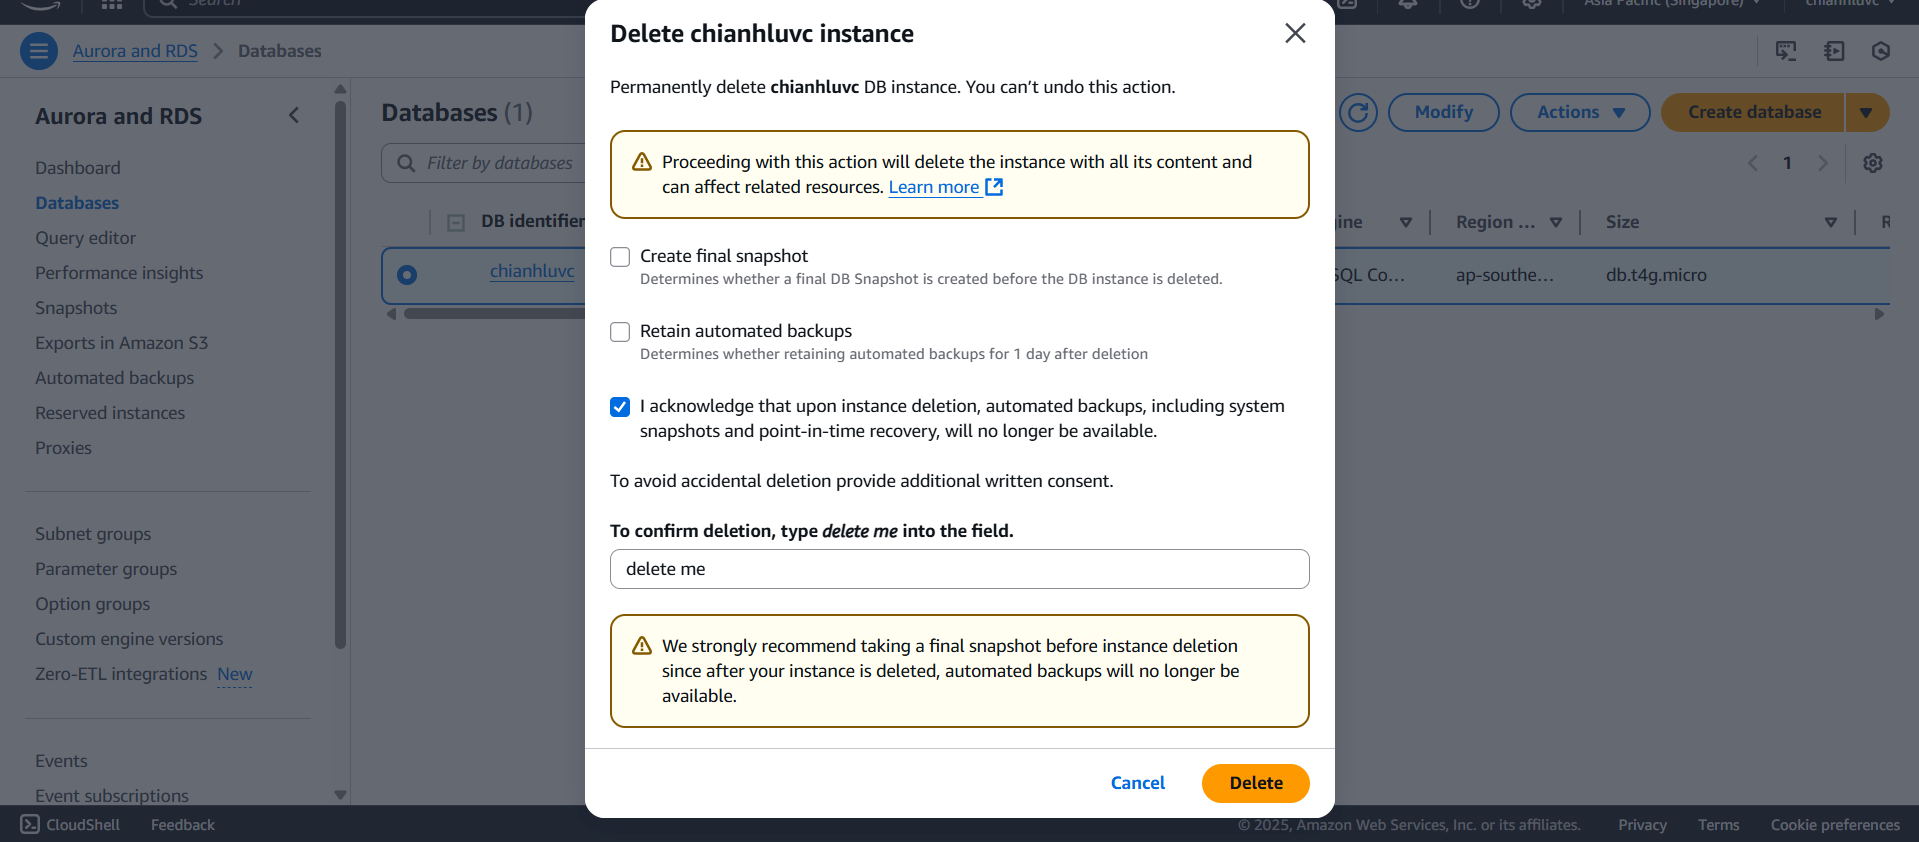 Search
Asia Pacific (Singapore)
chianhluvc
Aurora and RDS
Databases
Aurora and RDS
Dashboard
Databases
Query editor
Performance insights
Snapshots
Exports in Amazon S3
Automated backups
Reserved instances
Proxies
Subnet groups
Parameter groups
Option groups
Custom engine versions
Zero-ETL integrations New
Events
Event subscriptions
Databases (1)
Modify
Actions
Create database
Filter by databases
1
DB identifier
Region ...
Size
chianhluvc
SQL Co...
ap-southe...
db.t4g.micro
Delete chianhluvc instance
Permanently delete chianhluvc DB instance. You can’t undo this action.
Proceeding with this action will delete the instance with all its content and
can affect related resources. Learn more
Create final snapshot
Determines whether a final DB Snapshot is created before the DB instance is deleted.
Retain automated backups
Determines whether retaining automated backups for 1 day after deletion
I acknowledge that upon instance deletion, automated backups, including system
snapshots and point-in-time recovery, will no longer be available.
To avoid accidental deletion provide additional written consent.
To confirm deletion, type delete me into the field.
delete me
We strongly recommend taking a final snapshot before instance deletion
since after your instance is deleted, automated backups will no longer be
available.
Cancel
Delete
CloudShell
Feedback
© 2025, Amazon Web Services, Inc. or its affiliates.
Privacy
Terms
Cookie preferences